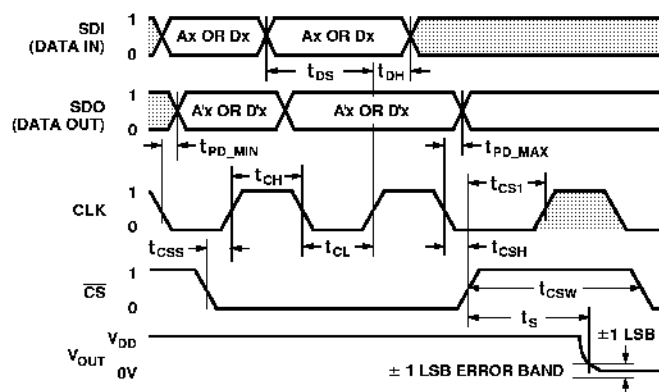 SDI
(DATA IN)
1
0
Ax OR Dx
Ax OR Dx
tDS
tDH
SDO
(DATA OUT)
1
0
A'x OR D'x
A'x OR D'x
tPD_MIN
tPD_MAX
tCH
tCS1
CLK
1
0
tCSS
tCL
tCSH
CS
1
0
tCSW
tS
VOUT
VDD
0V
±1 LSB
± 1 LSB ERROR BAND